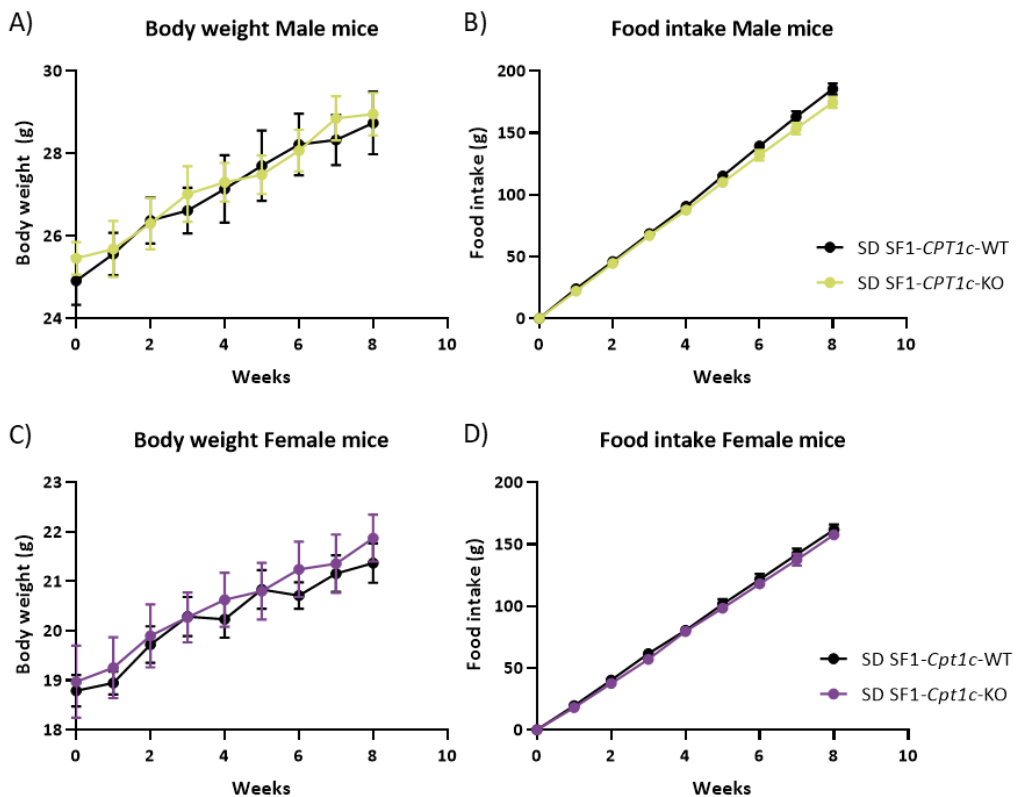 A)
Body weight Male mice
Body weight (g)
30
28
26
24
0 2 4 6 8 10
Weeks
B)
Food intake Male mice
Food intake (g)
200
150
100
50
0
0 2 4 6 8 10
Weeks
SD SF1-CPT1c-WT
SD SF1-CPT1c-KO
C)
Body weight Female mice
Body weight (g)
23
22
21
20
19
18
0 2 4 6 8 10
Weeks
D)
Food intake Female mice
Food intake (g)
200
150
100
50
0
0 2 4 6 8 10
Weeks
SD SF1-Cpt1c-WT
SD SF1-Cpt1c-KO